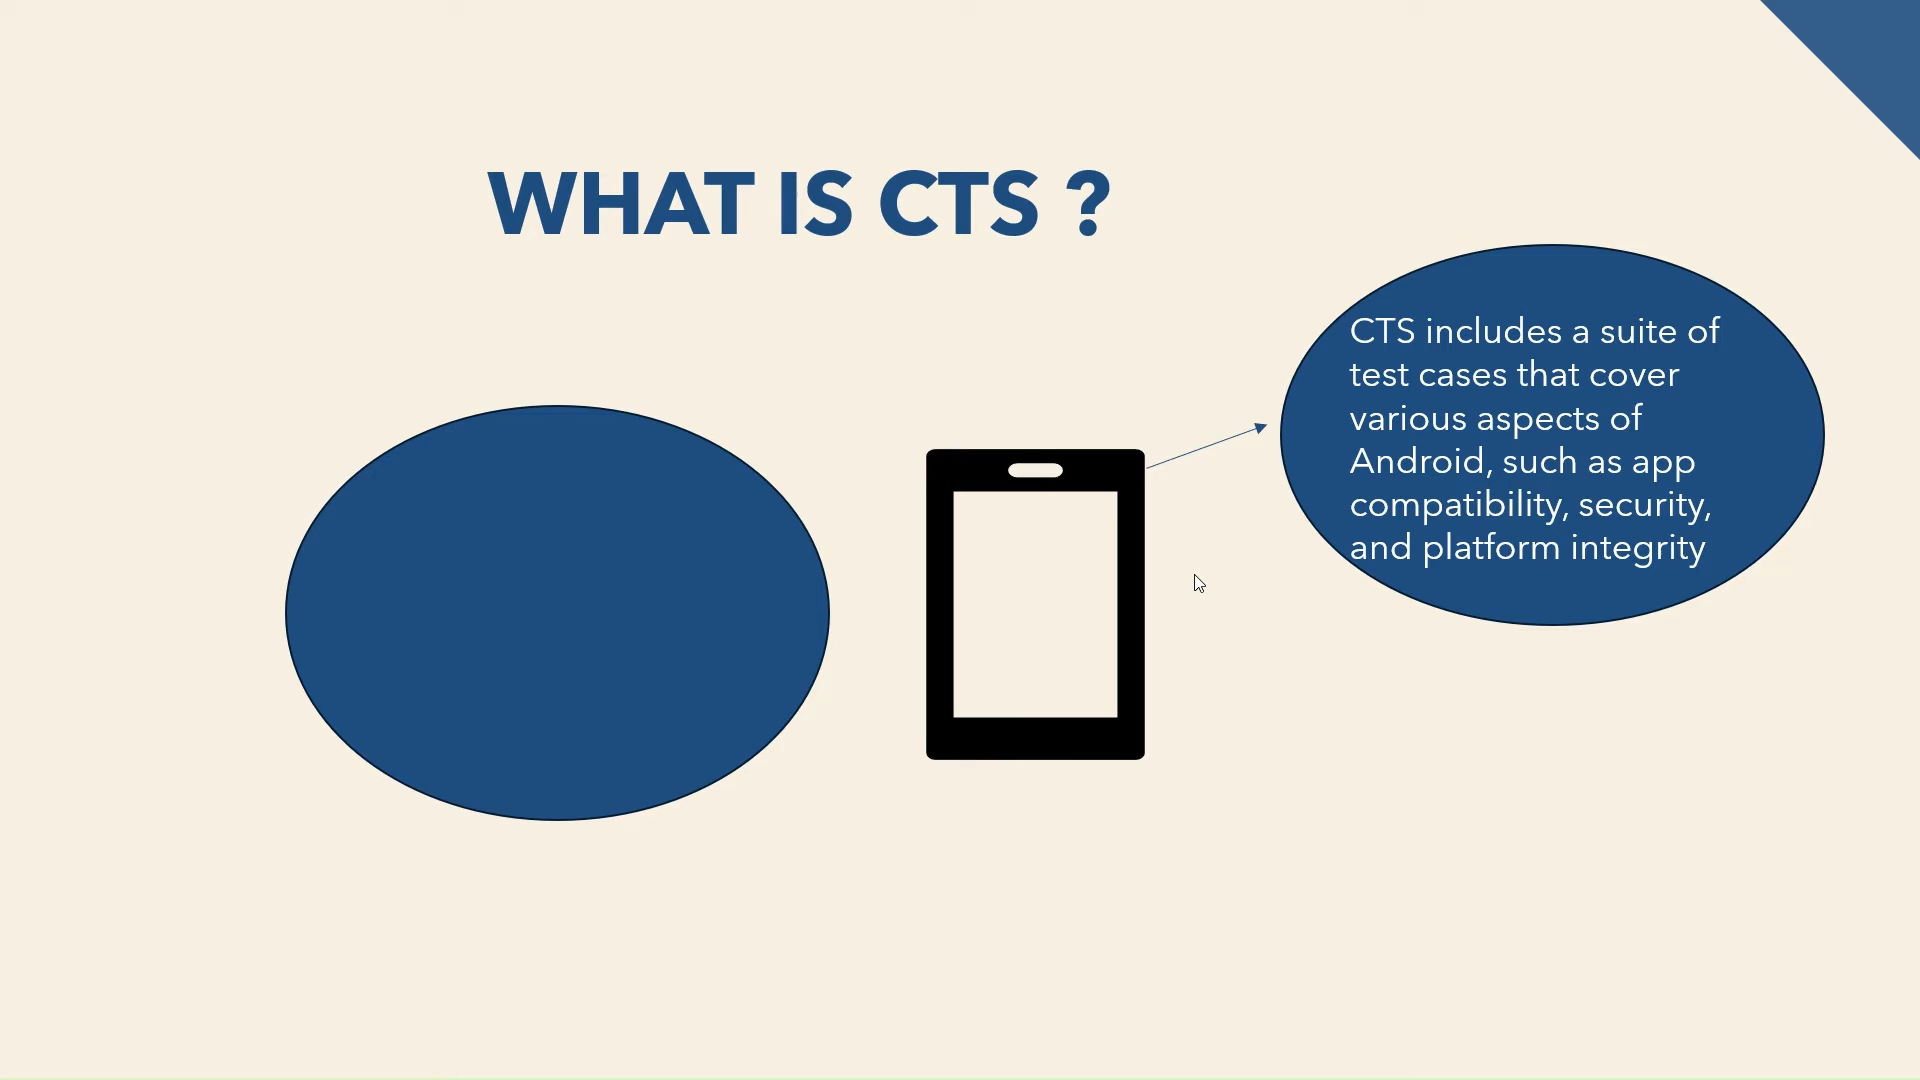 WHAT IS CTS ?
CTS includes a suite of
test cases that cover
various aspects of
Android, such as app
compatibility, security,
and platform integrity